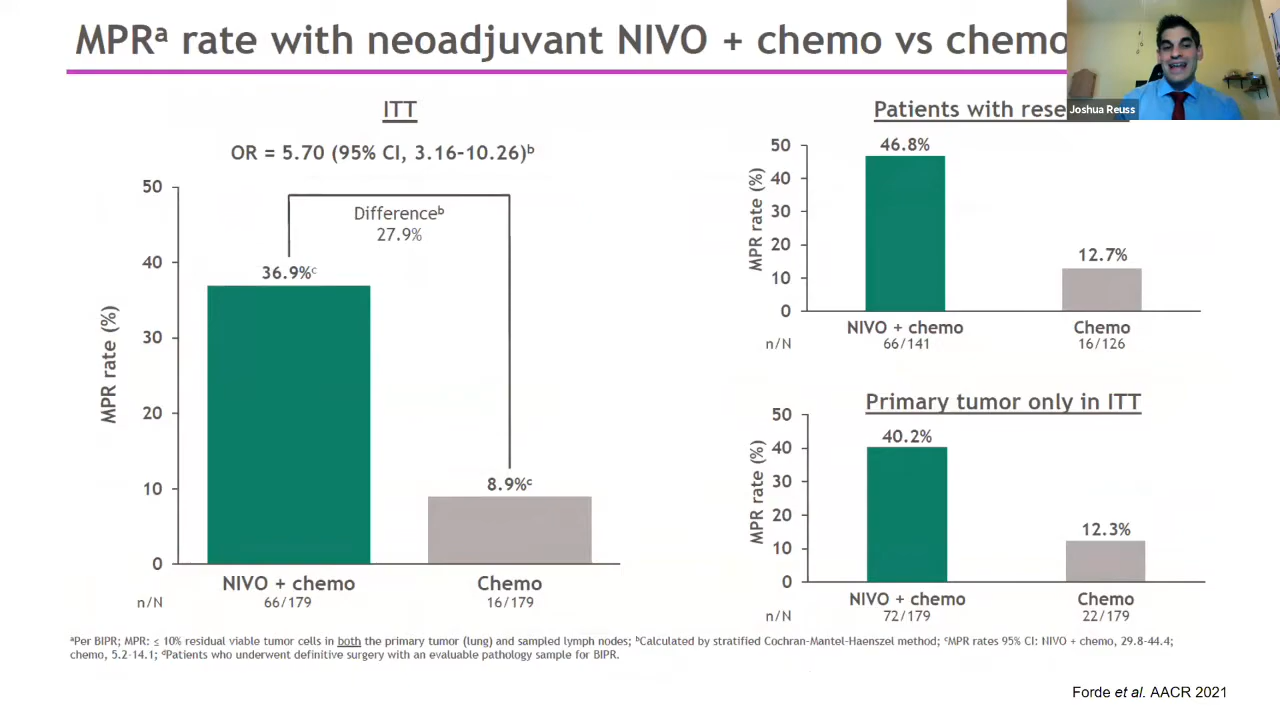 MPRᵃ rate with neoadjuvant NIVO + chemo vs chemo
Joshua Reuss
ITT
OR = 5.70 (95% CI, 3.16–10.26)ᵇ
MPR rate (%)
50
40
30
20
10
0
Differenceᵇ
27.9%
36.9%ᶜ
8.9%ᶜ
NIVO + chemo
Chemo
n/N
66/179
16/179
Patients with
MPR rate (%)
50
40
30
20
10
0
46.8%
12.7%
NIVO + chemo
Chemo
n/N
66/141
16/126
Primary tumor only in ITT
MPR rate (%)
50
40
30
20
10
0
40.2%
12.3%
NIVO + chemo
Chemo
n/N
72/179
22/179
ᵃPer BIPR; MPR: ≤ 10% residual viable tumor cells in both the primary tumor (lung) and sampled lymph nodes; ᵇCalculated by stratified Cochran-Mantel-Haenszel method; ᶜMPR rates 95% CI: NIVO + chemo, 29.8–44.4;
chemo, 5.2–14.1; ᵈPatients who underwent definitive surgery with an evaluable pathology sample for BIPR.
Forde et al. AACR 2021